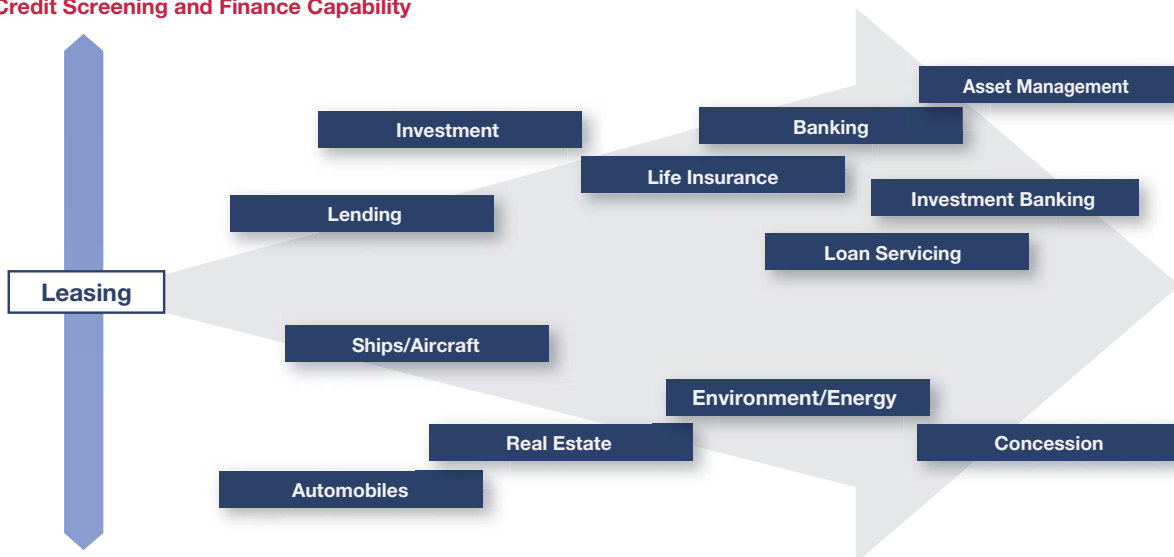 Credit Screening and Finance Capability
Asset Management
Investment
Banking
Life Insurance
Investment Banking
Lending
Loan Servicing
Leasing
Ships/Aircraft
Environment/Energy
Real Estate
Concession
Automobiles